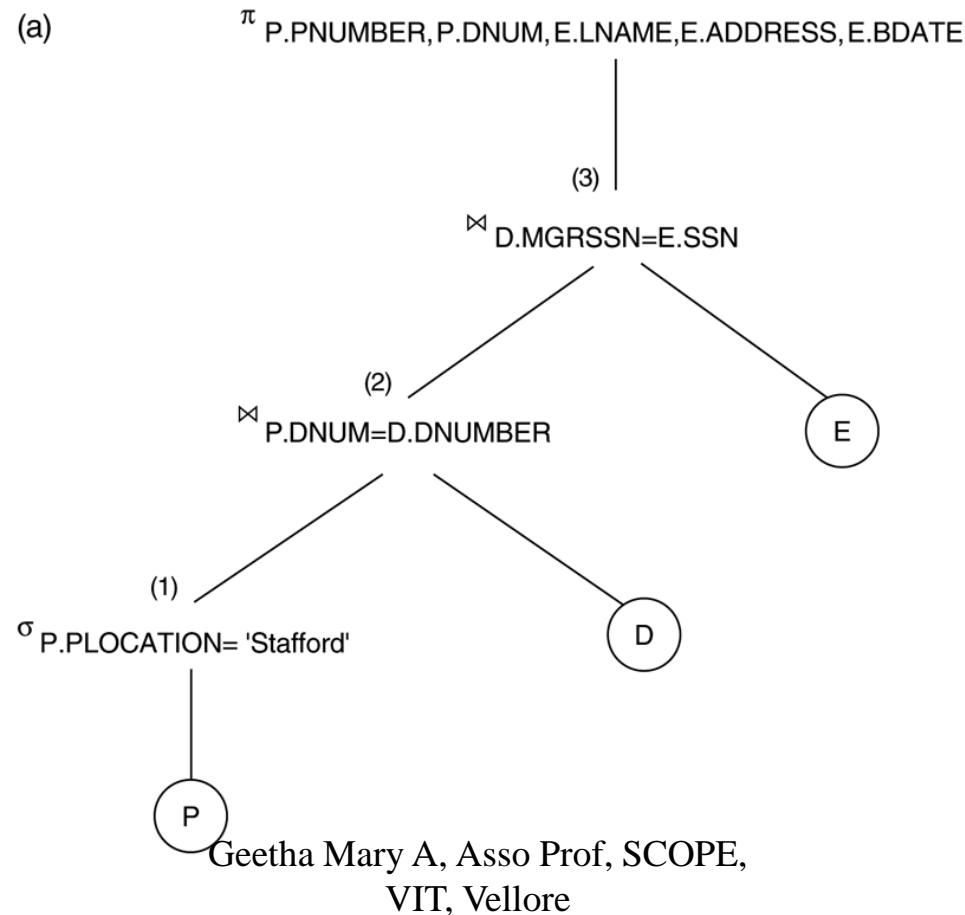 (a)
π P.PNUMBER,P.DNUM,E.LNAME,E.ADDRESS,E.BDATE
(3)
⋈ D.MGRSSN=E.SSN
(2)
⋈ P.DNUM=D.DNUMBER
E
(1)
σ P.PLOCATION= 'Stafford'
D
P
Geetha Mary A, Asso Prof, SCOPE,
VIT, Vellore